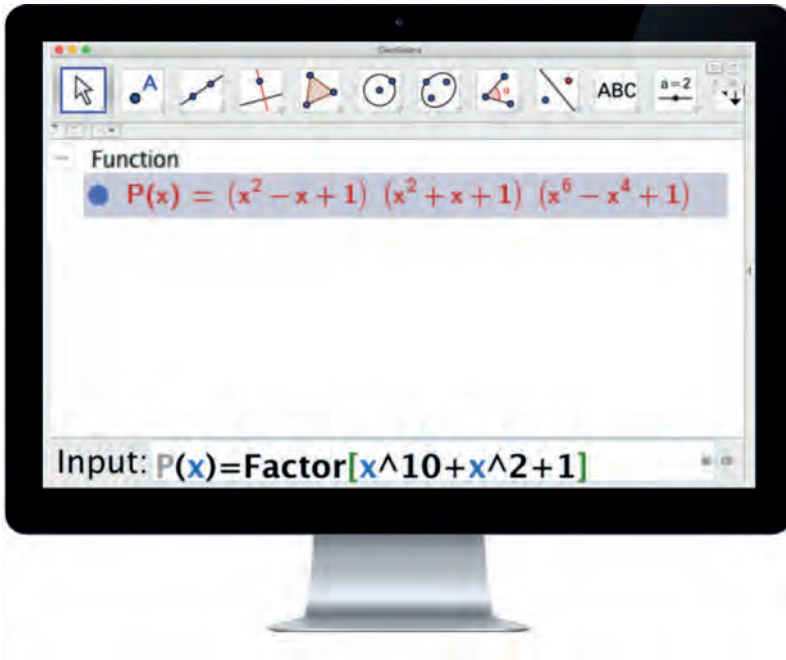 GeoGebra
A
ABC
a=2
Function
P(x) = (x² − x + 1) (x² + x + 1) (x⁶ − x⁴ + 1)
Input: P(x)=Factor[x^10+x^2+1]